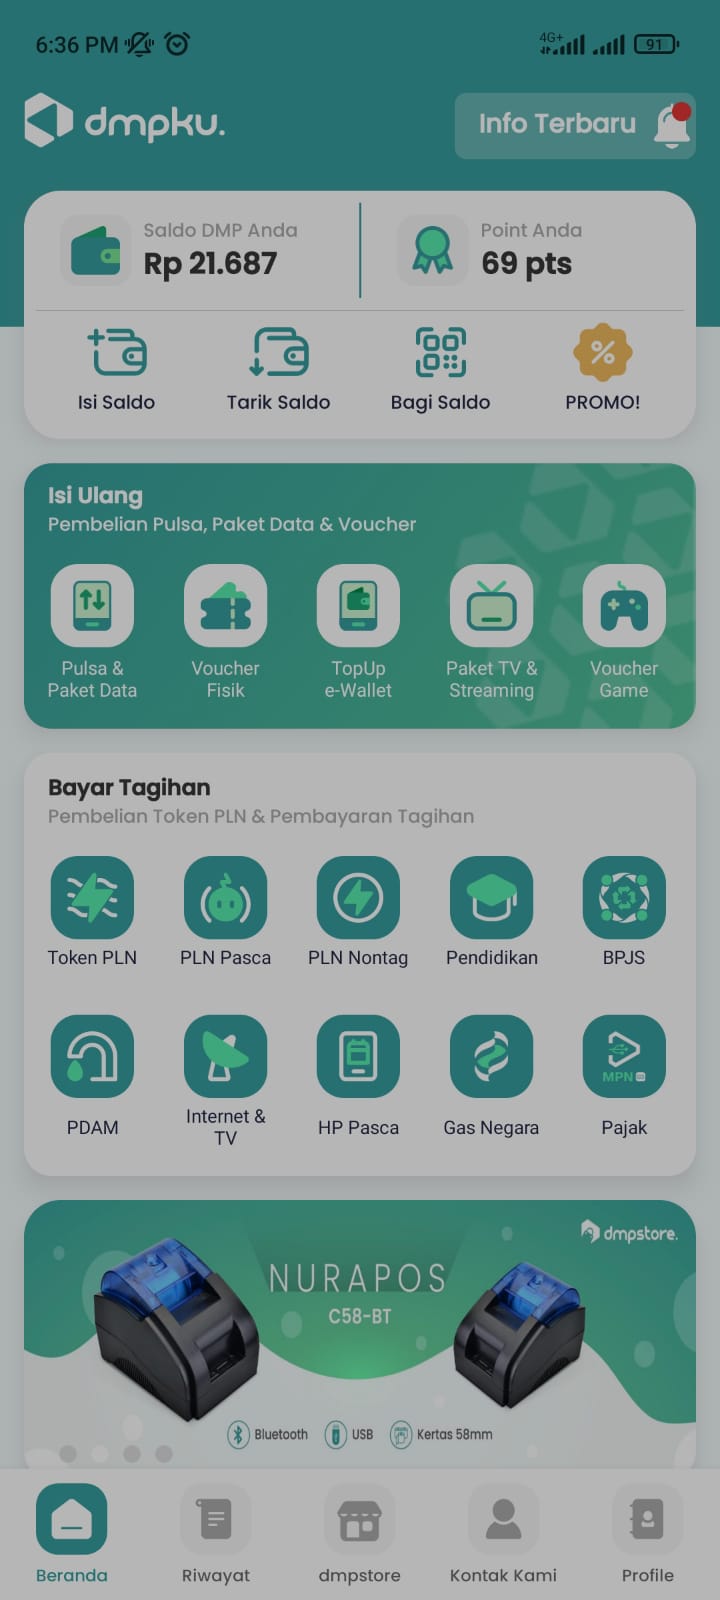 6:36 PM
4G+
91
dmpku.
Info Terbaru
Saldo DMP Anda
Rp 21.687
Point Anda
69 pts
Isi Saldo
Tarik Saldo
Bagi Saldo
PROMO!
Isi Ulang
Pembelian Pulsa, Paket Data & Voucher
Pulsa &
Paket Data
Voucher
Fisik
TopUp
e-Wallet
Paket TV &
Streaming
Voucher
Game
Bayar Tagihan
Pembelian Token PLN & Pembayaran Tagihan
Token PLN
PLN Pasca
PLN Nontag
Pendidikan
BPJS
MPN
PDAM
Internet &
TV
HP Pasca
Gas Negara
Pajak
dmpstore.
NURAPOS
C58-BT
Bluetooth
USB
Kertas 58mm
Beranda
Riwayat
dmpstore
Kontak Kami
Profile